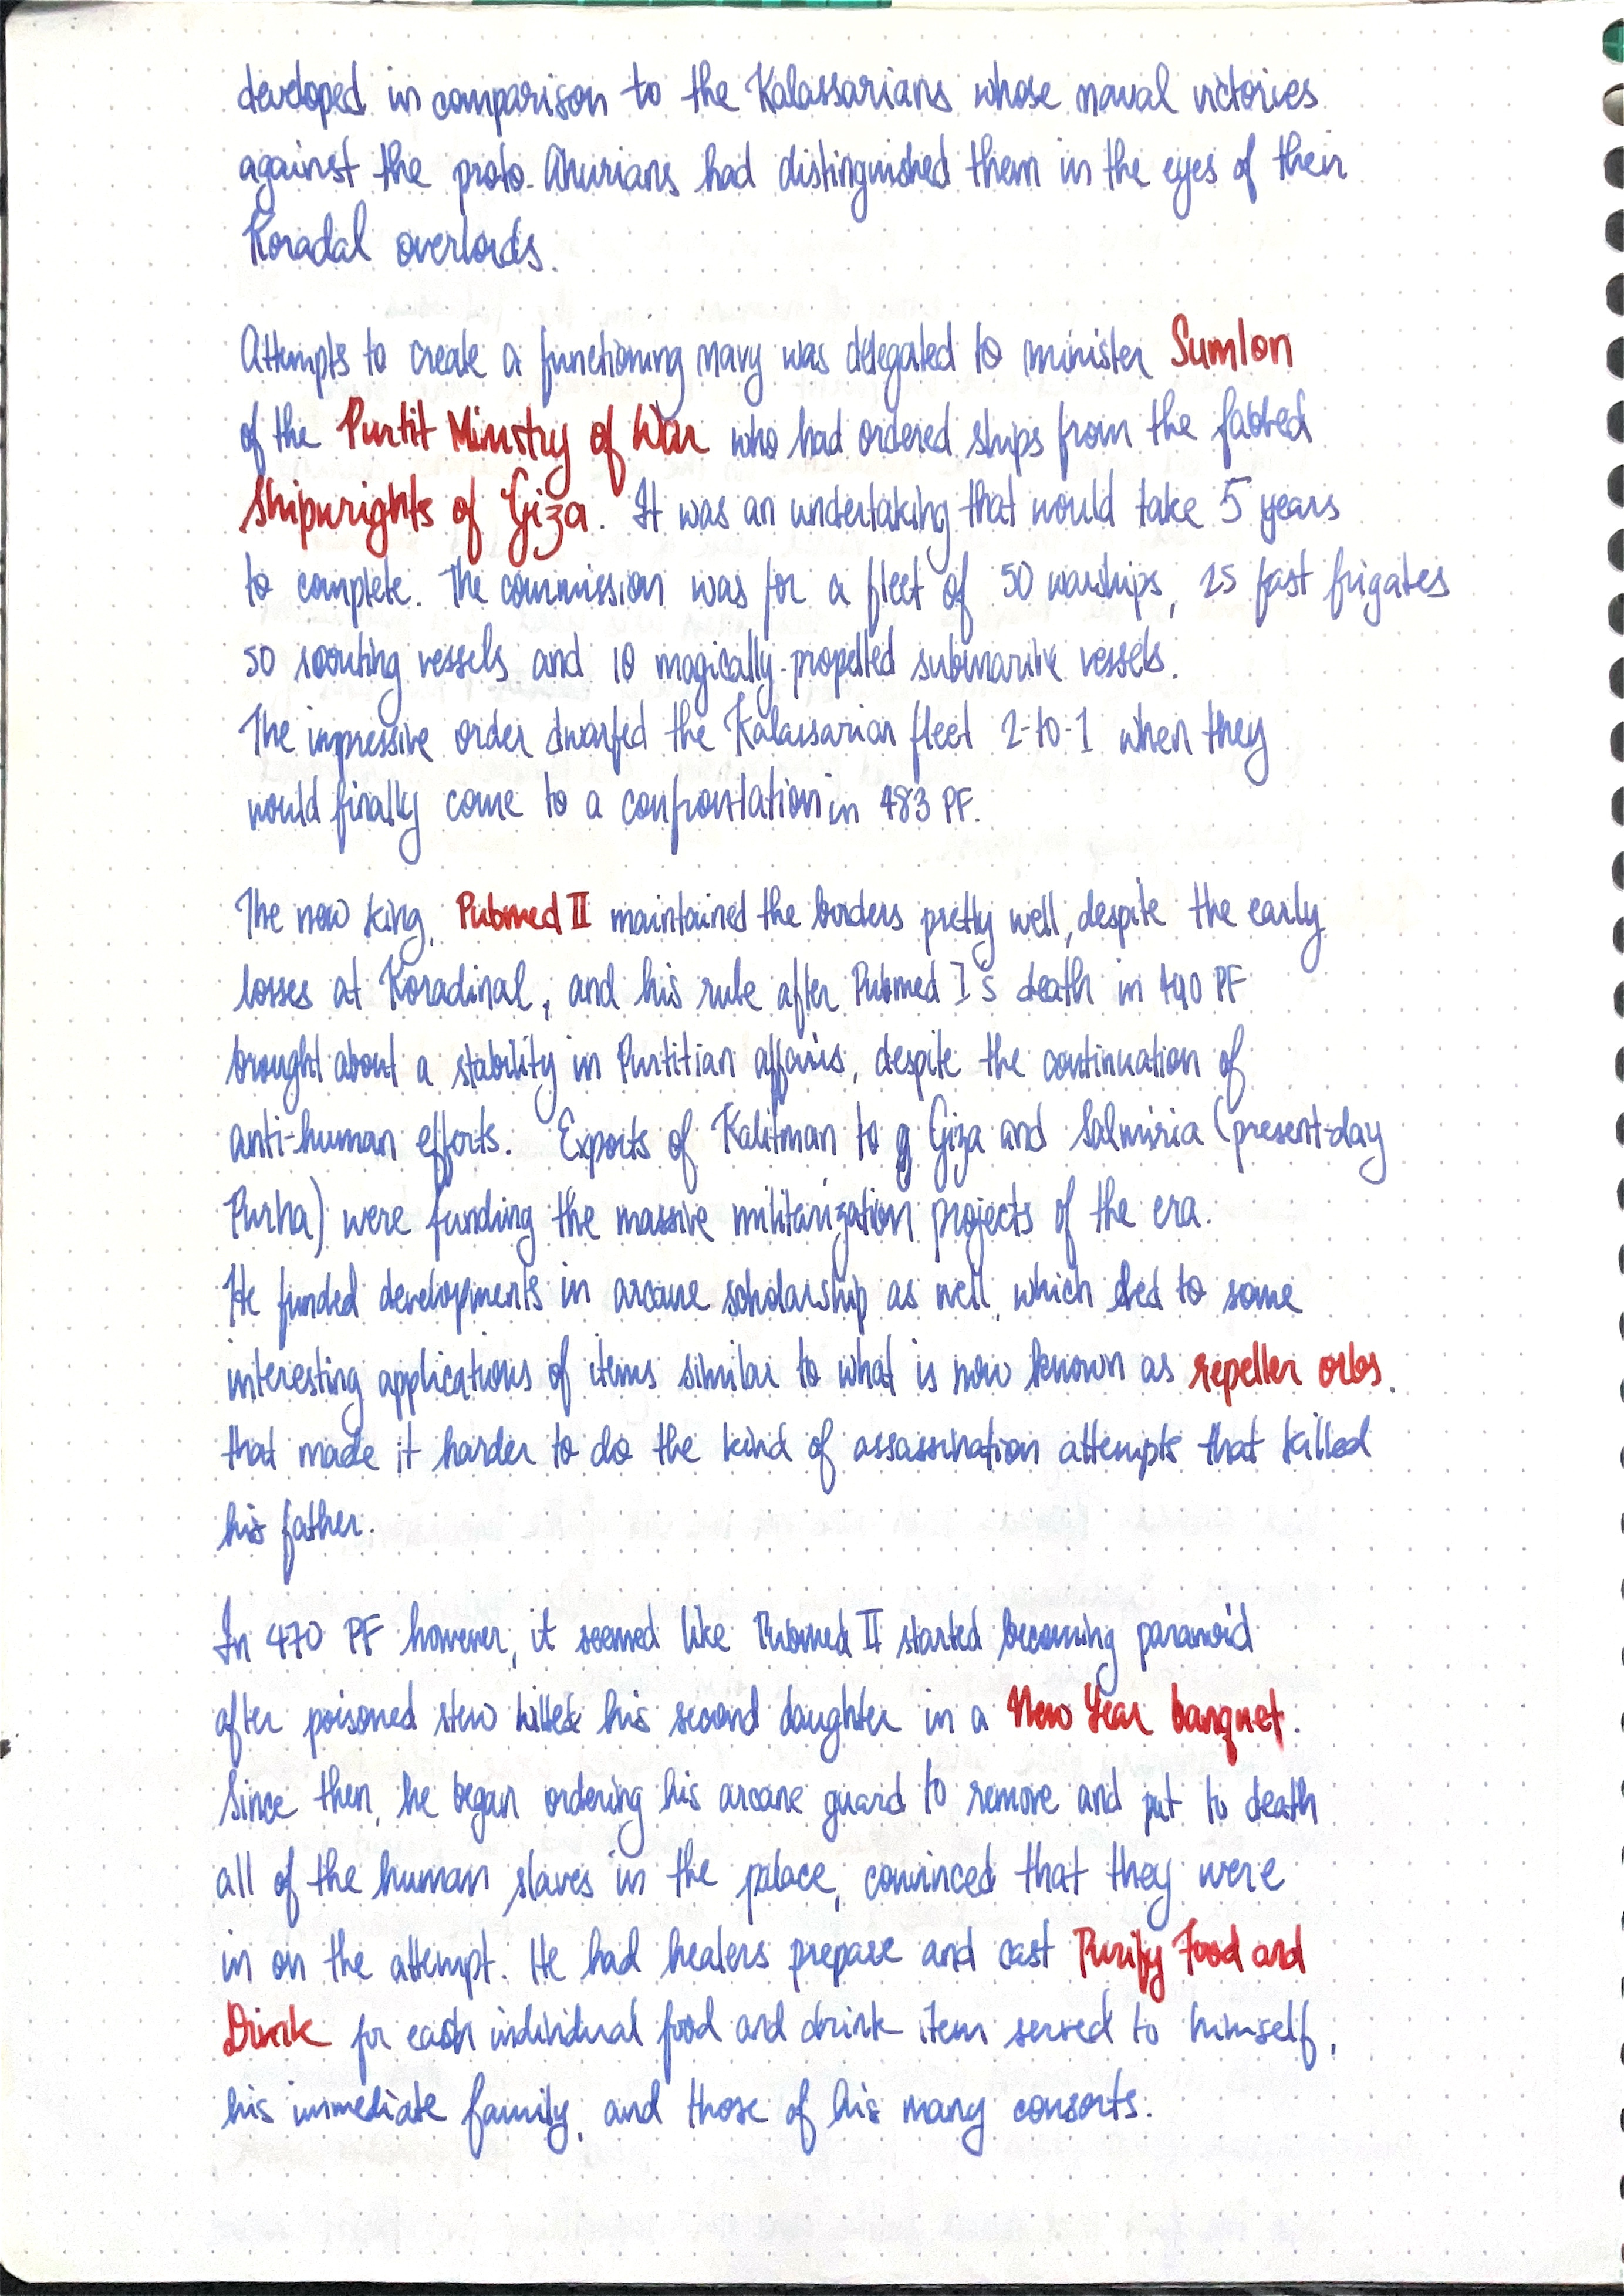 developed in comparison to the Kalassarians whose naval victories
against the proto-Ahurians had distinguished them in the eyes of their
Koradal overlords.
Attempts to create a functioning navy was delegated to minister Sumlon
of the Purtit Ministry of War who had ordered ships from the fabled
Shipwrights of Giza. It was an undertaking that would take 5 years
to complete. The commission was for a fleet of 50 warships, 25 fast frigates
50 scouting vessels and 10 magically-propelled submarine vessels.
The impressive order dwarfed the Kalassarian fleet 2-to-1 when they
would finally come to a confrontation in 483 PF.
The new king, Pubmed II maintained the borders pretty well, despite the early
losses at Koradinal, and his rule after Pubmed I's death in 490 PF
brought about a stability in Purtitian affairs, despite the continuation of
anti-human efforts. Exports of Kalitman to Giza and Salmiria (present-day
Purha) were funding the massive militarization projects of the era.
He funded developments in arcane scholarship as well, which led to some
interesting applications of items similar to what is now known as repeller orbs.
that made it harder to do the kind of assassination attempts that killed
his father.
In 470 PF however, it seemed like Pubmed II started becoming paranoid
after poisoned stew killed his second daughter in a New Year banquet.
Since then, he began ordering his arcane guard to remove and put to death
all of the human slaves in the palace, convinced that they were
in on the attempt. He had healers prepare and cast Purify Food and
Drink for each individual food and drink item served to himself,
his immediate family, and those of his many consorts.